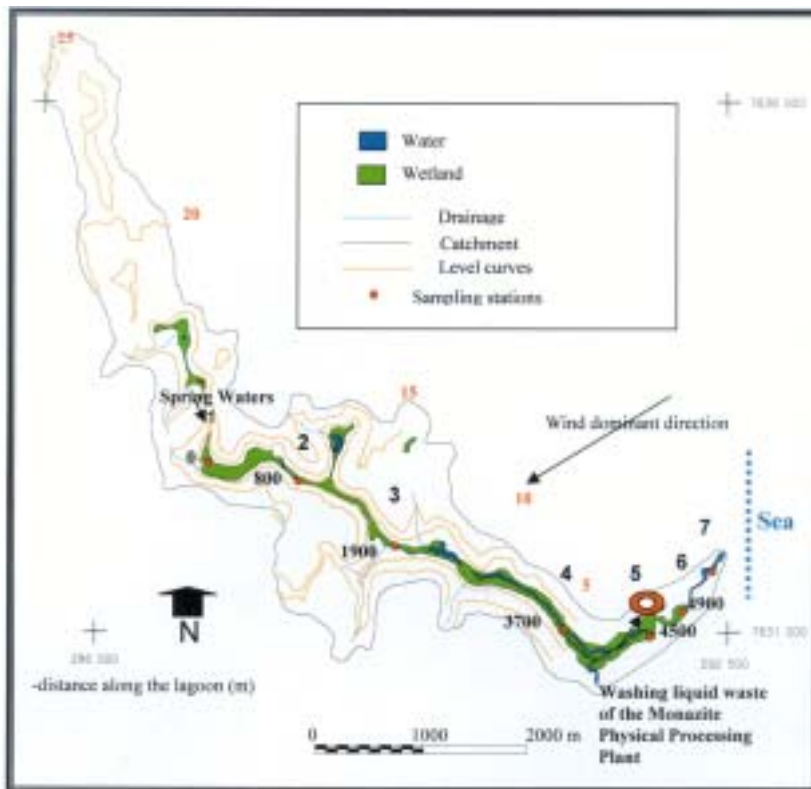 25
20
Water
Wetland
Drainage
Catchment
Level curves
Sampling stations
Spring Waters
15
Wind dominant direction
2
0
800
3
10
7
Sea
1900
4
5
5
6
3700
4900
4500
N
-distance along the lagoon (m)
Washing liquid waste
of the Monazite
Physical Processing
Plant
0 1000 2000 m